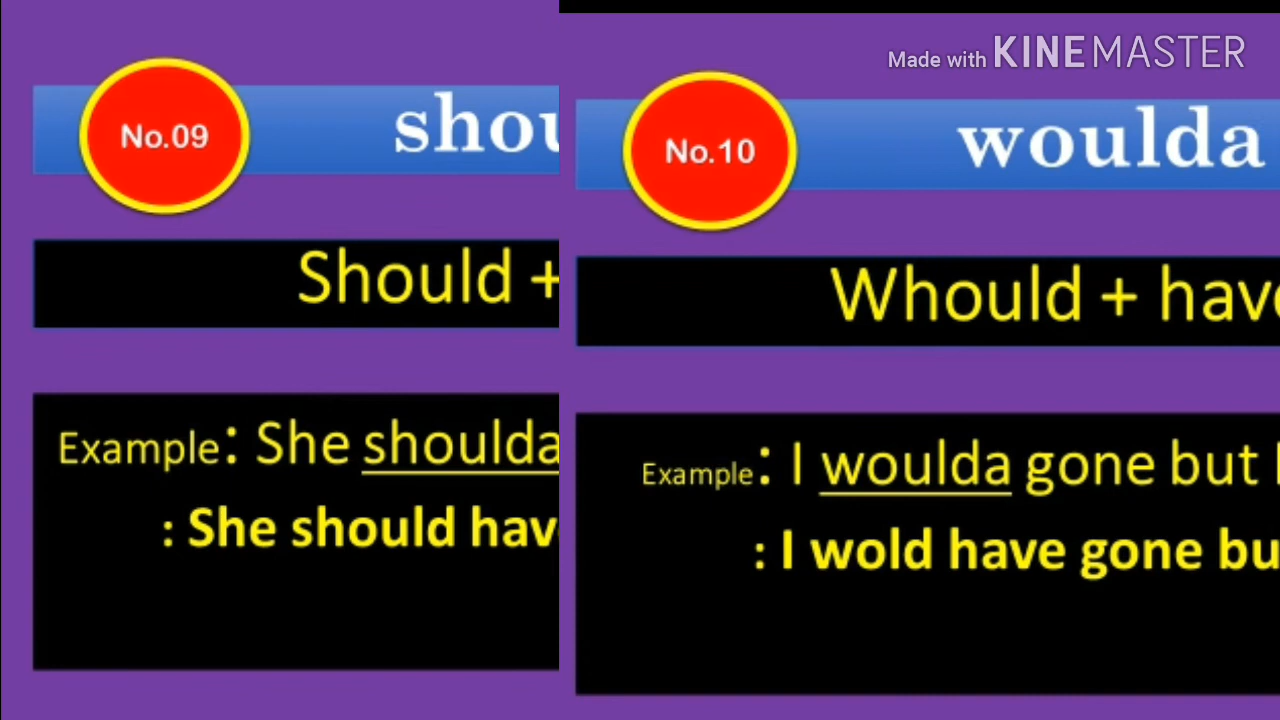 No.09
shou
Should +
Example: She shoulda
: She should hav
Made with KINEMASTER
No.10
woulda
Whould + have
Example: I woulda gone but
: I wold have gone bu